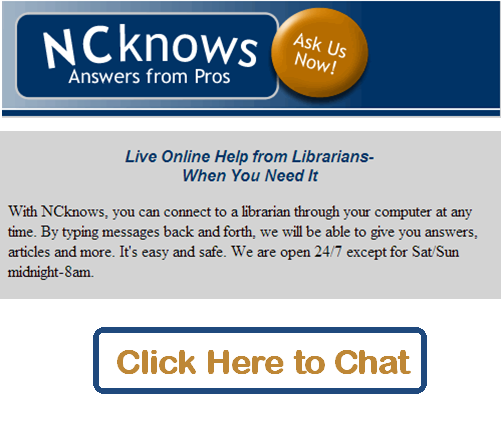 NCknows
Answers from Pros
Ask Us
Now!
Live Online Help from Librarians-
When You Need It
With NCknows, you can connect to a librarian through your computer at any
time. By typing messages back and forth, we will be able to give you answers,
articles and more. It's easy and safe. We are open 24/7 except for Sat/Sun
midnight-8am.
Click Here to Chat